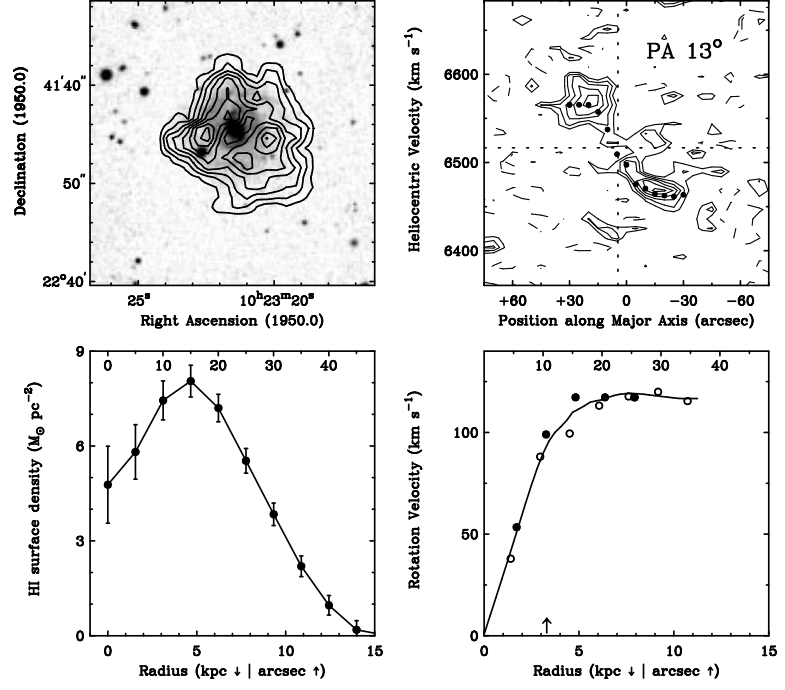 Declination (1950.0)
41′40″
50″
22°40′
25ˢ
10ʰ23ᵐ20ˢ
Right Ascension (1950.0)
Heliocentric Velocity (km s⁻¹)
PA 13°
6600
6500
6400
+60
+30
0
−30
−60
Position along Major Axis (arcsec)
HI surface density (M⊙ pc⁻²)
0 10 20 30 40
9
6
3
0
0 5 10 15
Radius (kpc ↓ | arcsec ↑)
Rotation Velocity (km s⁻¹)
10 20 30 40
100
50
0
0 5 10 15
Radius (kpc ↓ | arcsec ↑)